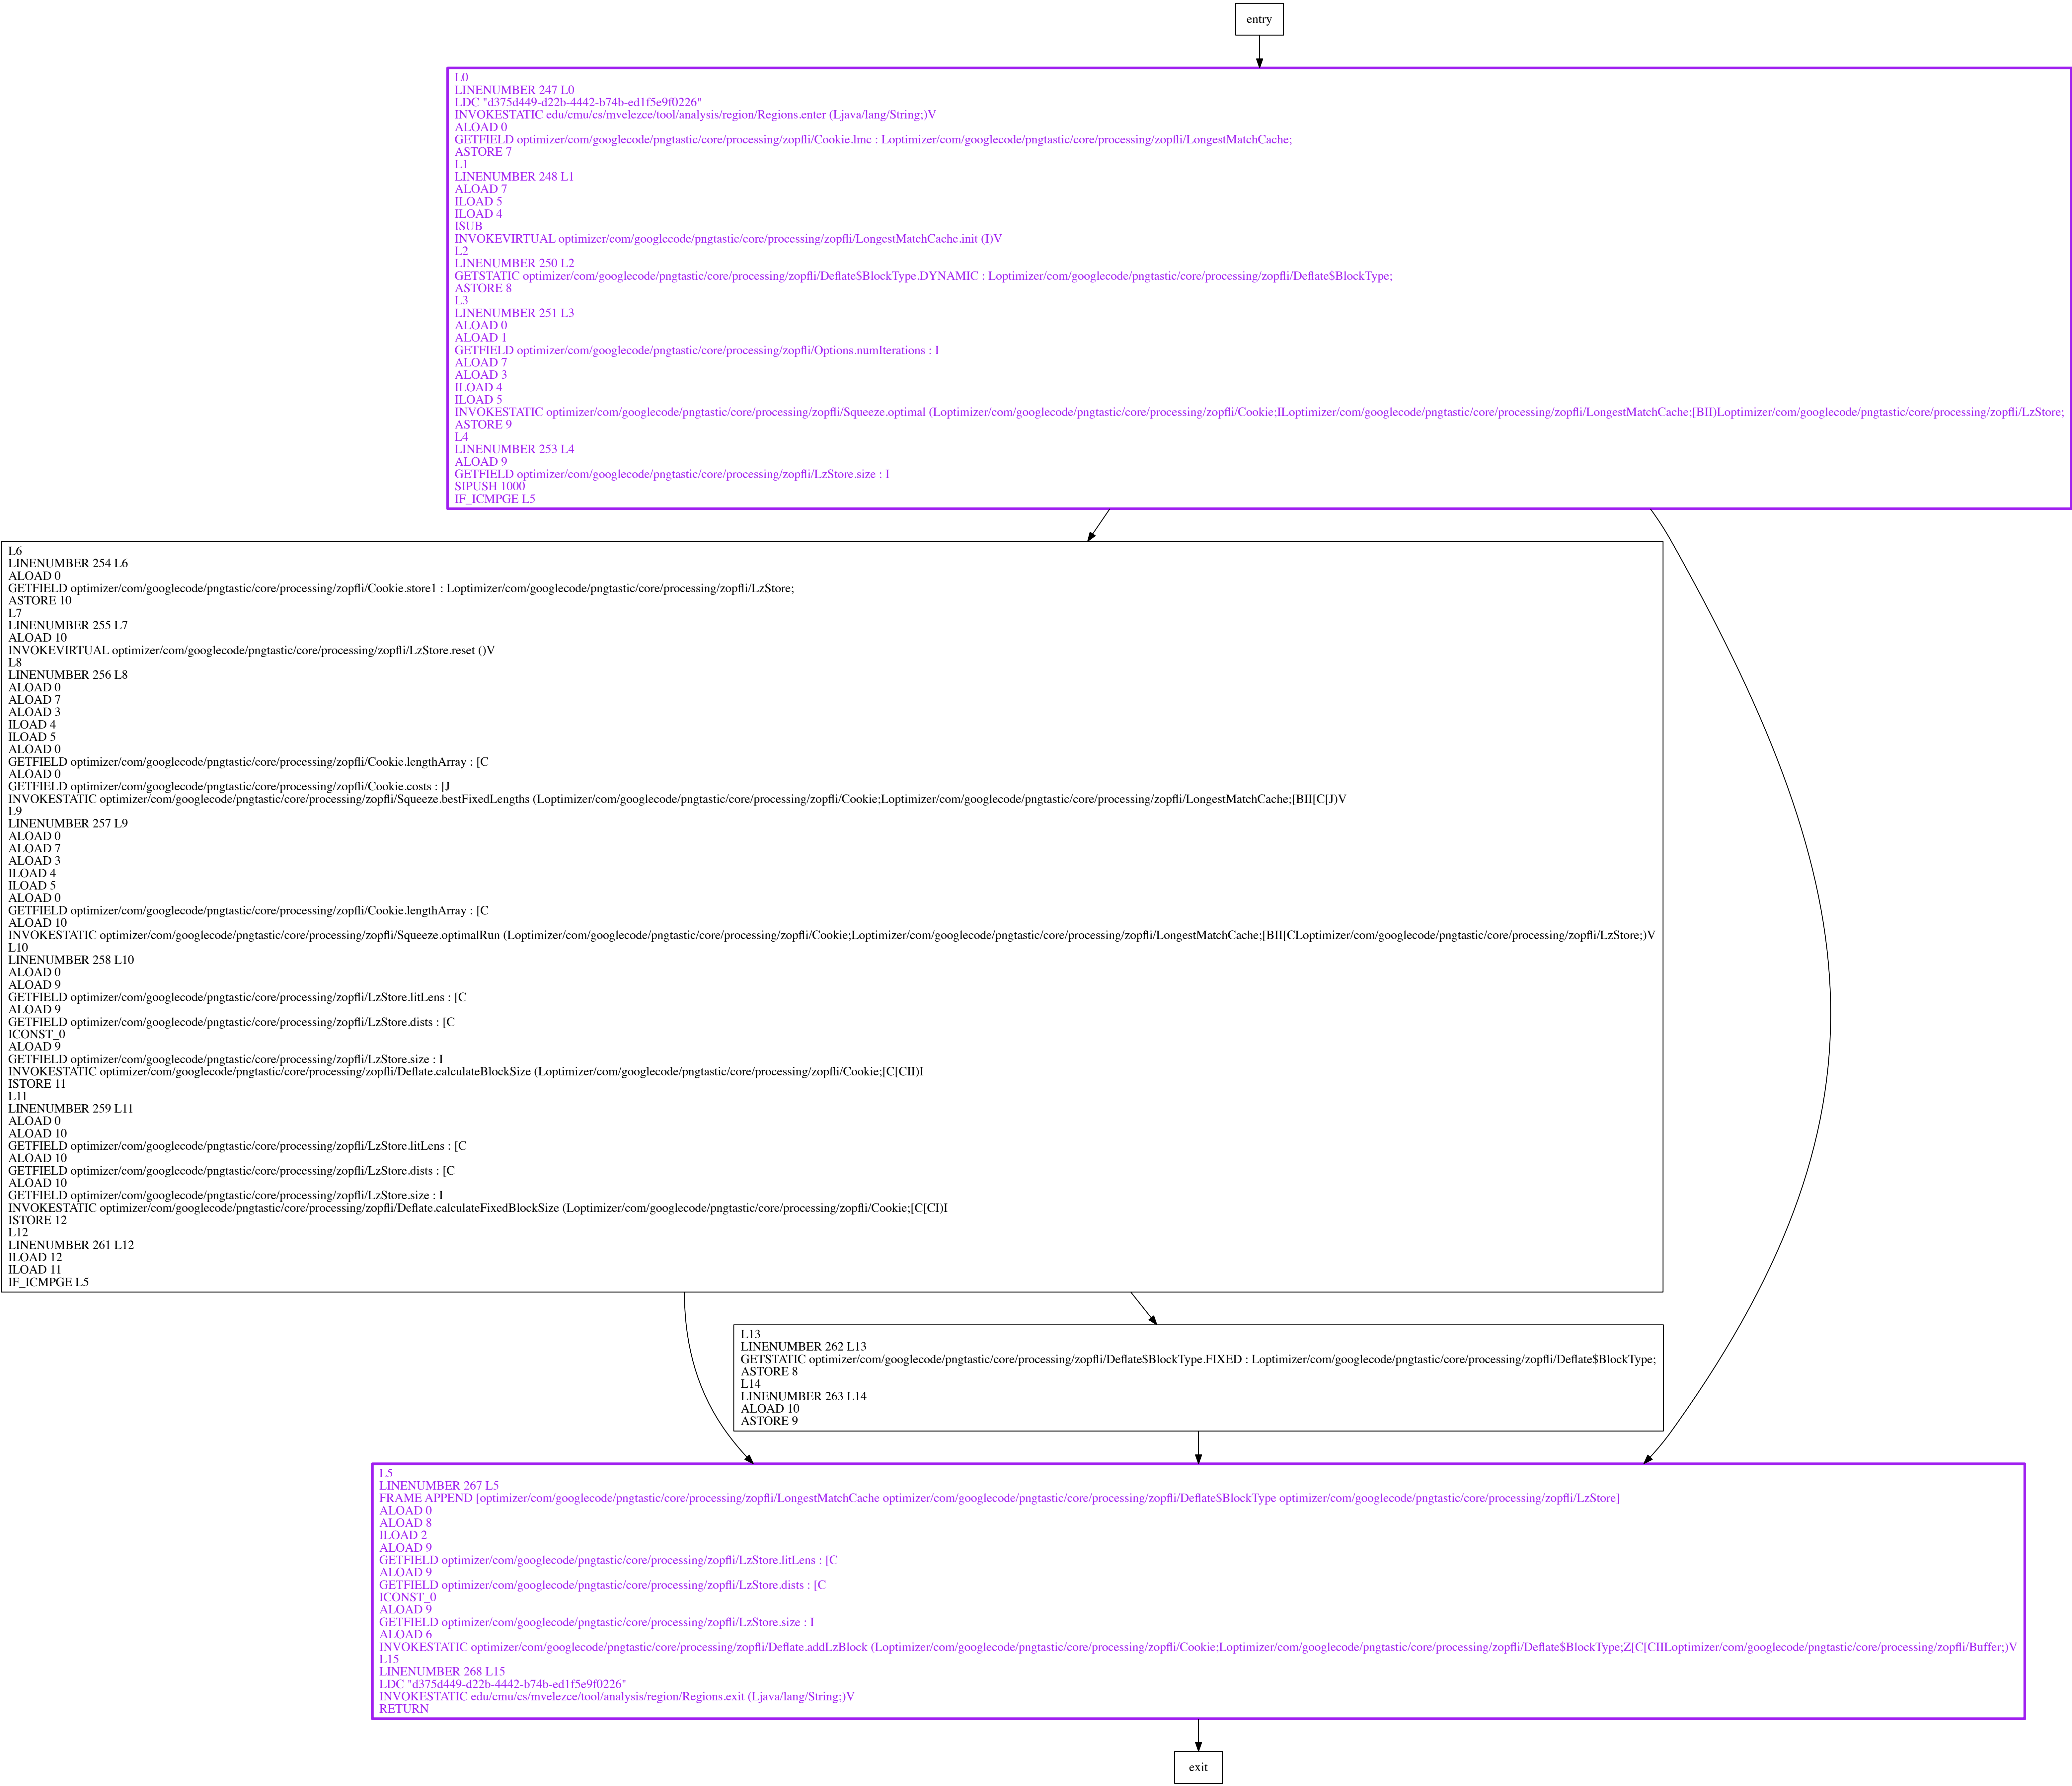 entry
L0
LINENUMBER 247 L0
LDC "d375d449-d22b-4442-b74b-ed1f5e9f0226"
INVOKESTATIC edu/cmu/cs/mvelezce/tool/analysis/region/Regions.enter (Ljava/lang/String;)V
ALOAD 0
GETFIELD optimizer/com/googlecode/pngtastic/core/processing/zopfli/Cookie.lmc : Loptimizer/com/googlecode/pngtastic/core/processing/zopfli/LongestMatchCache;
ASTORE 7
L1
LINENUMBER 248 L1
ALOAD 7
ILOAD 5
ILOAD 4
ISUB
INVOKEVIRTUAL optimizer/com/googlecode/pngtastic/core/processing/zopfli/LongestMatchCache.init (I)V
L2
LINENUMBER 250 L2
GETSTATIC optimizer/com/googlecode/pngtastic/core/processing/zopfli/Deflate$BlockType.DYNAMIC : Loptimizer/com/googlecode/pngtastic/core/processing/zopfli/Deflate$BlockType;
ASTORE 8
L3
LINENUMBER 251 L3
ALOAD 0
ALOAD 1
GETFIELD optimizer/com/googlecode/pngtastic/core/processing/zopfli/Options.numIterations : I
ALOAD 7
ALOAD 3
ILOAD 4
ILOAD 5
INVOKESTATIC optimizer/com/googlecode/pngtastic/core/processing/zopfli/Squeeze.optimal (Loptimizer/com/googlecode/pngtastic/core/processing/zopfli/Cookie;ILoptimizer/com/googlecode/pngtastic/core/processing/zopfli/LongestMatchCache;[BII)Loptimizer/com/googlecode/pngtastic/core/processing/zopfli/LzStore;
ASTORE 9
L4
LINENUMBER 253 L4
ALOAD 9
GETFIELD optimizer/com/googlecode/pngtastic/core/processing/zopfli/LzStore.size : I
SIPUSH 1000
IF_ICMPGE L5
L6
LINENUMBER 254 L6
ALOAD 0
GETFIELD optimizer/com/googlecode/pngtastic/core/processing/zopfli/Cookie.store1 : Loptimizer/com/googlecode/pngtastic/core/processing/zopfli/LzStore;
ASTORE 10
L7
LINENUMBER 255 L7
ALOAD 10
INVOKEVIRTUAL optimizer/com/googlecode/pngtastic/core/processing/zopfli/LzStore.reset ()V
L8
LINENUMBER 256 L8
ALOAD 0
ALOAD 7
ALOAD 3
ILOAD 4
ILOAD 5
ALOAD 0
GETFIELD optimizer/com/googlecode/pngtastic/core/processing/zopfli/Cookie.lengthArray : [C
ALOAD 0
GETFIELD optimizer/com/googlecode/pngtastic/core/processing/zopfli/Cookie.costs : [J
INVOKESTATIC optimizer/com/googlecode/pngtastic/core/processing/zopfli/Squeeze.bestFixedLengths (Loptimizer/com/googlecode/pngtastic/core/processing/zopfli/Cookie;Loptimizer/com/googlecode/pngtastic/core/processing/zopfli/LongestMatchCache;[BII[C[J)V
L9
LINENUMBER 257 L9
ALOAD 0
ALOAD 7
ALOAD 3
ILOAD 4
ILOAD 5
ALOAD 0
GETFIELD optimizer/com/googlecode/pngtastic/core/processing/zopfli/Cookie.lengthArray : [C
ALOAD 10
INVOKESTATIC optimizer/com/googlecode/pngtastic/core/processing/zopfli/Squeeze.optimalRun (Loptimizer/com/googlecode/pngtastic/core/processing/zopfli/Cookie;Loptimizer/com/googlecode/pngtastic/core/processing/zopfli/LongestMatchCache;[BII[CLoptimizer/com/googlecode/pngtastic/core/processing/zopfli/LzStore;)V
L10
LINENUMBER 258 L10
ALOAD 0
ALOAD 9
GETFIELD optimizer/com/googlecode/pngtastic/core/processing/zopfli/LzStore.litLens : [C
ALOAD 9
GETFIELD optimizer/com/googlecode/pngtastic/core/processing/zopfli/LzStore.dists : [C
ICONST_0
ALOAD 9
GETFIELD optimizer/com/googlecode/pngtastic/core/processing/zopfli/LzStore.size : I
INVOKESTATIC optimizer/com/googlecode/pngtastic/core/processing/zopfli/Deflate.calculateBlockSize (Loptimizer/com/googlecode/pngtastic/core/processing/zopfli/Cookie;[C[CII)I
ISTORE 11
L11
LINENUMBER 259 L11
ALOAD 0
ALOAD 10
GETFIELD optimizer/com/googlecode/pngtastic/core/processing/zopfli/LzStore.litLens : [C
ALOAD 10
GETFIELD optimizer/com/googlecode/pngtastic/core/processing/zopfli/LzStore.dists : [C
ALOAD 10
GETFIELD optimizer/com/googlecode/pngtastic/core/processing/zopfli/LzStore.size : I
INVOKESTATIC optimizer/com/googlecode/pngtastic/core/processing/zopfli/Deflate.calculateFixedBlockSize (Loptimizer/com/googlecode/pngtastic/core/processing/zopfli/Cookie;[C[CI)I
ISTORE 12
L12
LINENUMBER 261 L12
ILOAD 12
ILOAD 11
IF_ICMPGE L5
L13
LINENUMBER 262 L13
GETSTATIC optimizer/com/googlecode/pngtastic/core/processing/zopfli/Deflate$BlockType.FIXED : Loptimizer/com/googlecode/pngtastic/core/processing/zopfli/Deflate$BlockType;
ASTORE 8
L14
LINENUMBER 263 L14
ALOAD 10
ASTORE 9
L5
LINENUMBER 267 L5
FRAME APPEND [optimizer/com/googlecode/pngtastic/core/processing/zopfli/LongestMatchCache optimizer/com/googlecode/pngtastic/core/processing/zopfli/Deflate$BlockType optimizer/com/googlecode/pngtastic/core/processing/zopfli/LzStore]
ALOAD 0
ALOAD 8
ILOAD 2
ALOAD 9
GETFIELD optimizer/com/googlecode/pngtastic/core/processing/zopfli/LzStore.litLens : [C
ALOAD 9
GETFIELD optimizer/com/googlecode/pngtastic/core/processing/zopfli/LzStore.dists : [C
ICONST_0
ALOAD 9
GETFIELD optimizer/com/googlecode/pngtastic/core/processing/zopfli/LzStore.size : I
ALOAD 6
INVOKESTATIC optimizer/com/googlecode/pngtastic/core/processing/zopfli/Deflate.addLzBlock (Loptimizer/com/googlecode/pngtastic/core/processing/zopfli/Cookie;Loptimizer/com/googlecode/pngtastic/core/processing/zopfli/Deflate$BlockType;Z[C[CIILoptimizer/com/googlecode/pngtastic/core/processing/zopfli/Buffer;)V
L15
LINENUMBER 268 L15
LDC "d375d449-d22b-4442-b74b-ed1f5e9f0226"
INVOKESTATIC edu/cmu/cs/mvelezce/tool/analysis/region/Regions.exit (Ljava/lang/String;)V
RETURN
exit